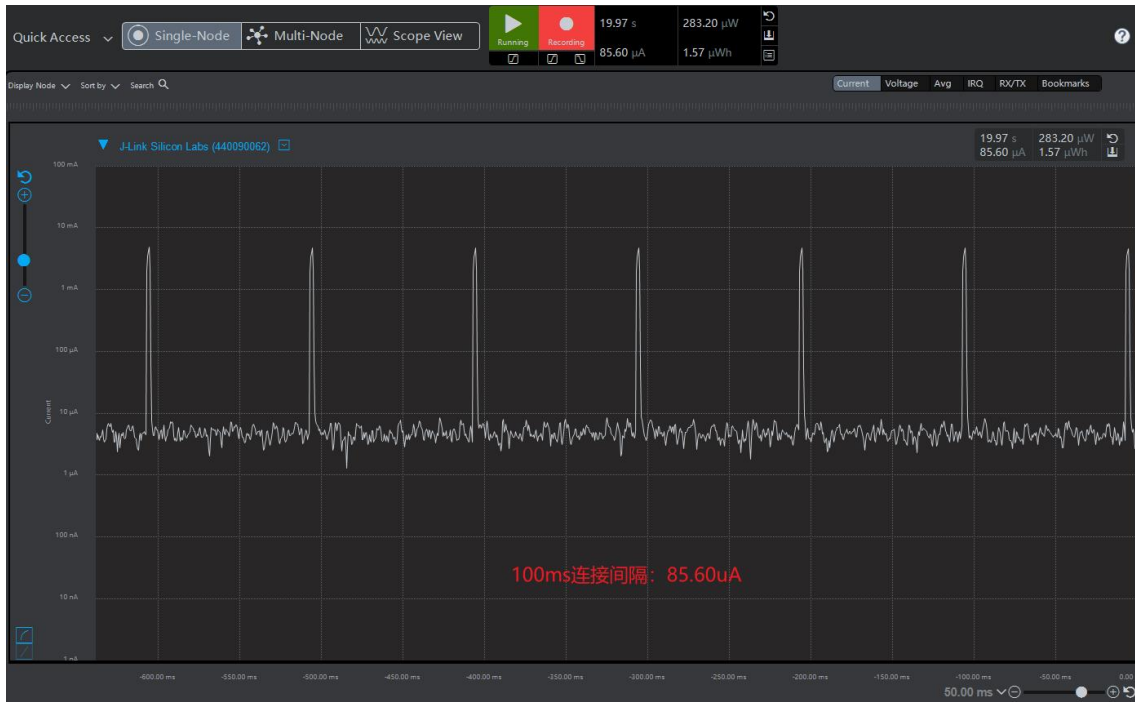 Quick Access
Single-Node
Multi-Node
Scope View
Running
Recording
19.97 s
283.20 µW
85.60 µA
1.57 µWh
Display Node
Sort by
Search
Current
Voltage
Avg
IRQ
RX/TX
Bookmarks
J-Link Silicon Labs (440090062)
19.97 s
283.20 µW
85.60 µA
1.57 µWh
100 mA
10 mA
1 mA
100 µA
10 µA
1 µA
100 nA
10 nA
1 nA
Current
100ms连接间隔：85.60uA
-600.00 ms
-550.00 ms
-500.00 ms
-450.00 ms
-400.00 ms
-350.00 ms
-300.00 ms
-250.00 ms
-200.00 ms
-150.00 ms
-100.00 ms
-50.00 ms
0.00
50.00 ms